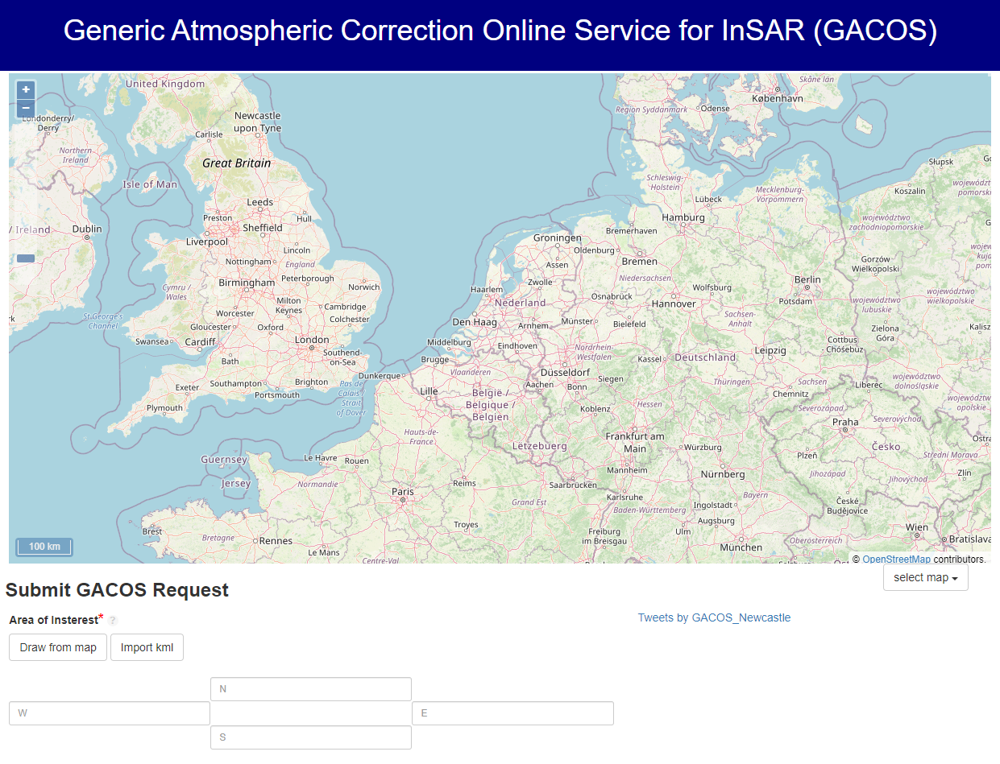 Generic Atmospheric Correction Online Service for InSAR (GACOS)
+
−
United Kingdom
Skåne län
København
Region Syddanmark
Odense
Londonderry/
Derry
Newcastle
upon Tyne
Carlisle
Northern
Ireland
Great Britain
Słupsk
Isle of Man
Schleswig-
Holstein
Mecklenburg-
Vorpommern
Koszalin
Lübeck
Leeds
Hamburg
Preston
Hull
województwo
zachodniopomorskie
Ireland
Dublin
Sheffield
Bremerhaven
Liverpool
Groningen
Lincoln
Oldenburg
Bremen
Nottingham
England
Assen
Gorzów
Wielkopolski
Birmingham
Peterborough
Niedersachsen
Berlin
Norwich
Zwolle
Wolfsburg
Cymru /
Wales
Haarlem
Osnabrück
Potsdam
województwo
wielkopolskie
Milton
Keynes
Nederland
Hannover
województwo
lubuskie
Worcester
Cambridge
Sachsen-
Anhalt
St George's
Channel
Colchester
Den Haag
Arnhem
Münster
Bielefeld
Gloucester
Oxford
Zielona
Góra
Kalisz
Swansea
Cardiff
London
Middelburg
Eindhoven
Cottbus
- Chóśebuz
Southend-
on-Sea
Nordrhein-
Westfalen
Leipzig
Bath
Brugge
Kassel
Deutschland
Dunkerque
Vlaanderen
Düsseldorf
Siegen
Southampton
Brighton
Aachen
Bonn
Thüringen
Sachsen
Liberec
województwo
dolnośląskie
Exeter
Portsmouth
Pas de
Calais /
Strait
of Dover
Lille
België /
Belgique /
Belgien
Chemnitz
Plymouth
Koblenz
Hessen
Severozápad
województwo
opolskie
Praha
Severovýchod
Hauts-de-
France
Frankfurt am
Main
Lëtzebuerg
Würzburg
Česko
Guernsey
Le Havre
Rouen
Plzeň
Střední Morava
Mannheim
Nürnberg
Jihozápad
Jihovýchod
Zlín
Jersey
Normandie
Reims
Saarbrücken
Paris
Karlsruhe
Bayern
Grand Est
Baden-Württemberg
Ingolstadt
České
Budějovice
Troyes
Augsburg
Brest
Bretagne
Rennes
Freiburg
im Breisgau
Ulm
Wien
Bratislava
Oberösterreich
100 km
Le Mans
Centre-Val
München
© OpenStreetMap contributors.
select map
Submit GACOS Request
Area of Insterest* ?
Tweets by GACOS_Newcastle
Draw from map Import kml
N
W E
S